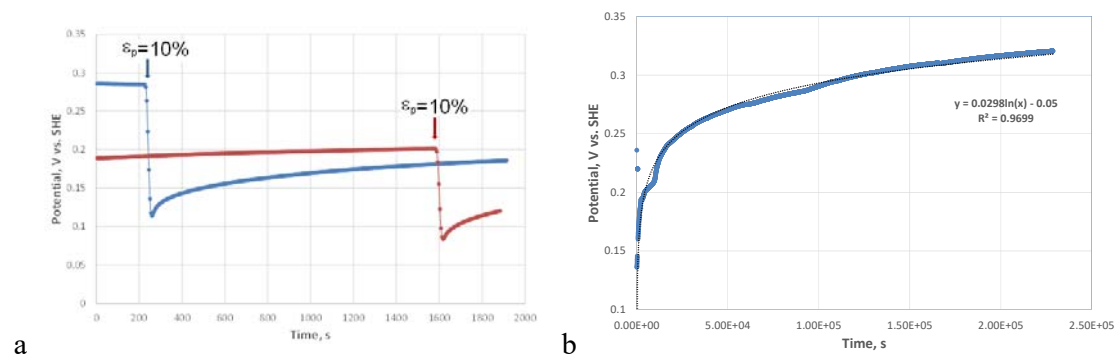 0.35
0.3
0.25
0.2
0.15
0.1
0.05
0
0 200 400 600 800 1000 1200 1400 1600 1800 2000
Potential, V vs. SHE
Time, s
εp=10%
εp=10%
a
0.35
0.3
0.25
0.2
0.15
0.1
0.00E+00 5.00E+04 1.00E+05 1.50E+05 2.00E+05 2.50E+05
Potential, V vs. SHE
Time, s
y = 0.0298ln(x) - 0.05
R² = 0.9699
b